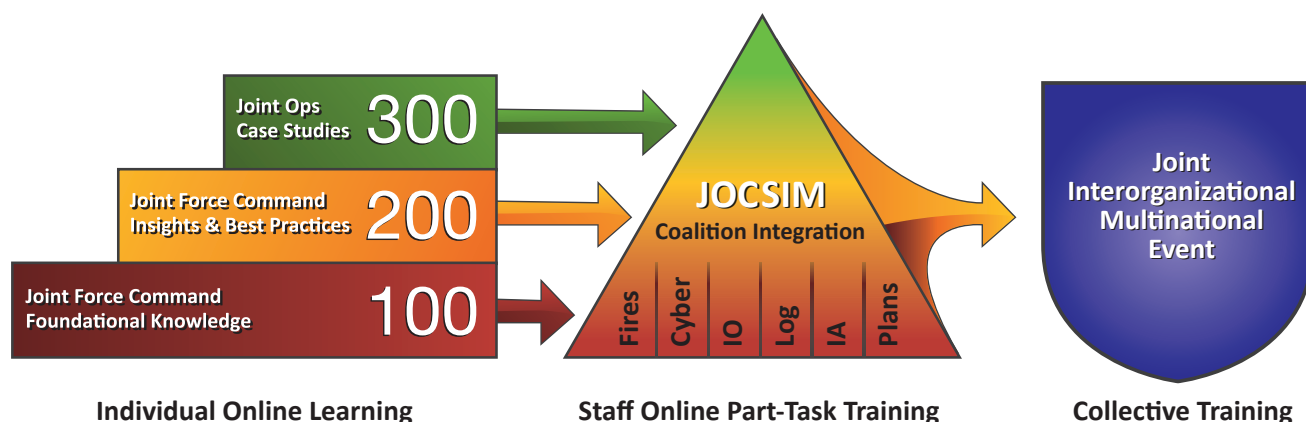 Joint Ops
Case Studies
300
Joint Force Command
Insights & Best Practices
200
Joint Force Command
Foundational Knowledge
100
JOCSIM
Coalition Integration
Fires
Cyber
IO
Log
IA
Plans
Joint
Interorganizational
Multinational
Event
Individual Online Learning
Staff Online Part-Task Training
Collective Training